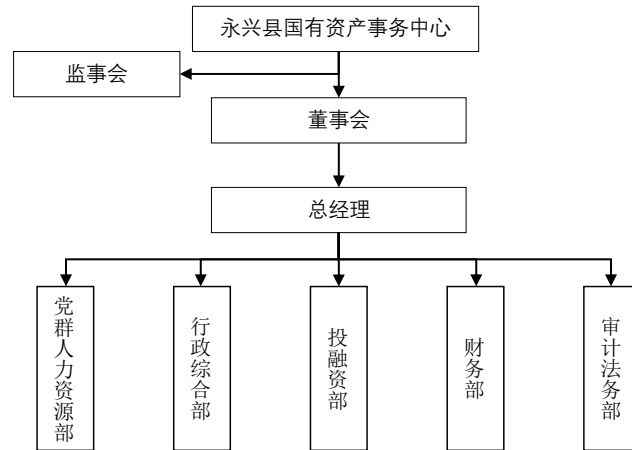 永兴县国有资产事务中心
监事会
董事会
总经理
党群人力资源部
行政综合部
投融资部
财务部
审计法务部